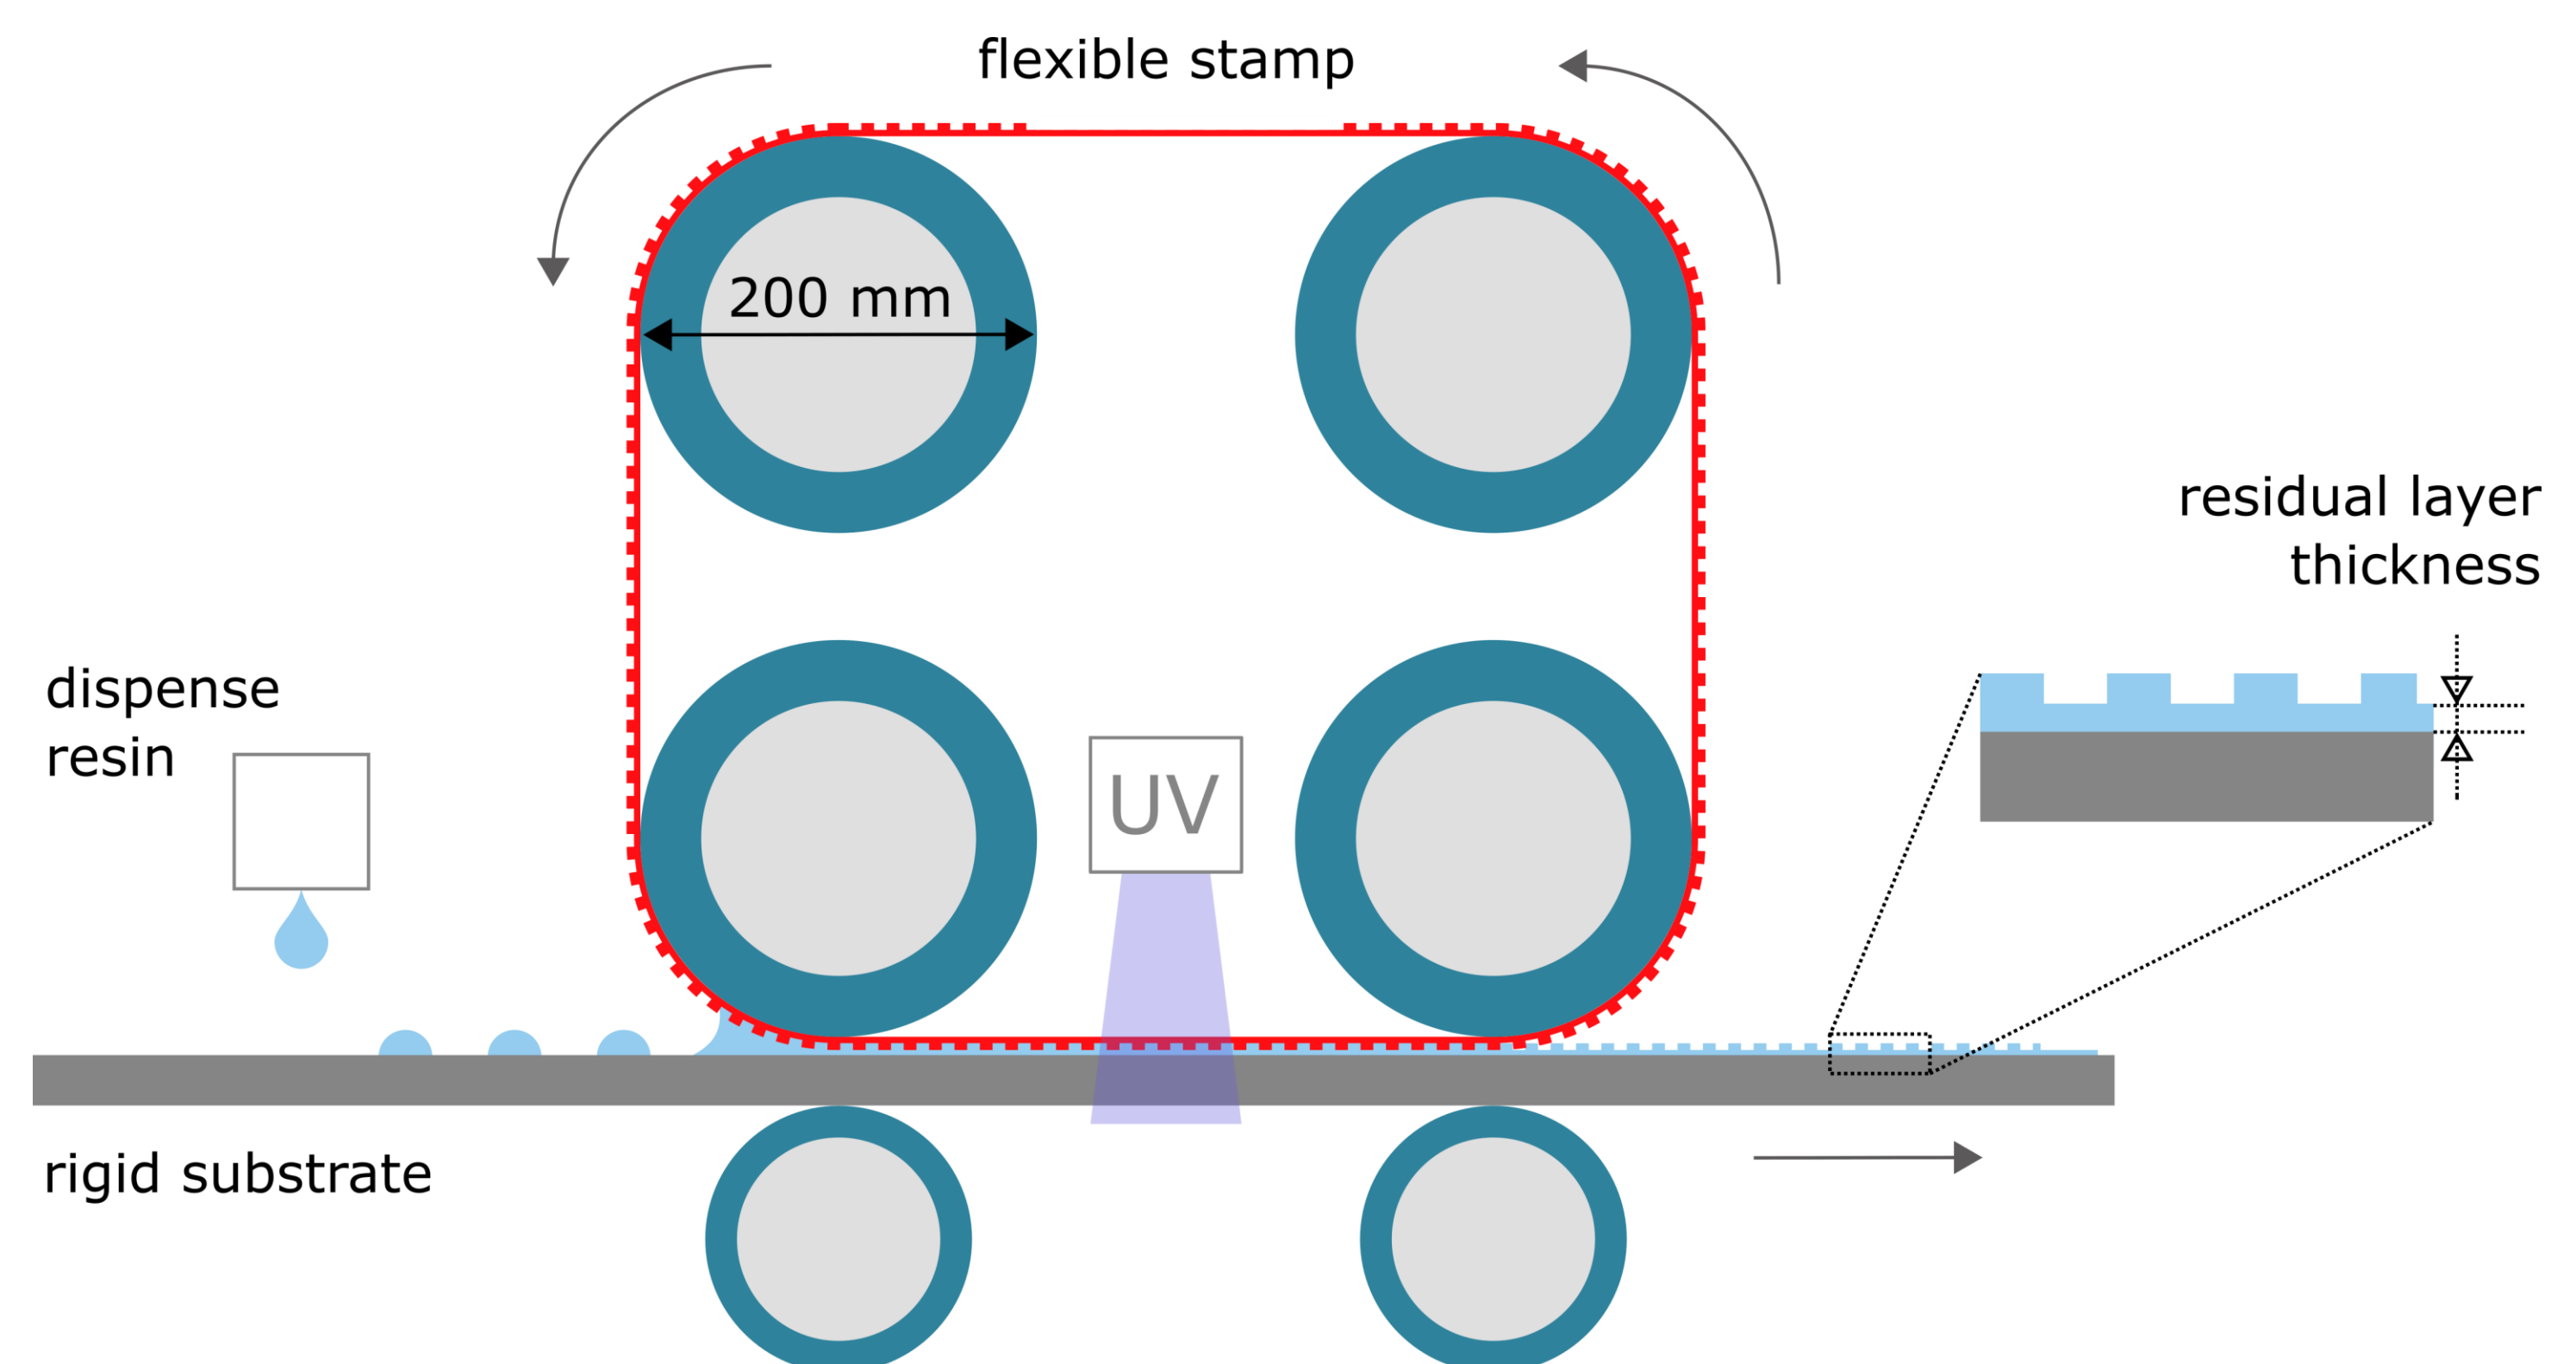 flexible stamp
200 mm
residual layer
thickness
dispense
resin
UV
rigid substrate